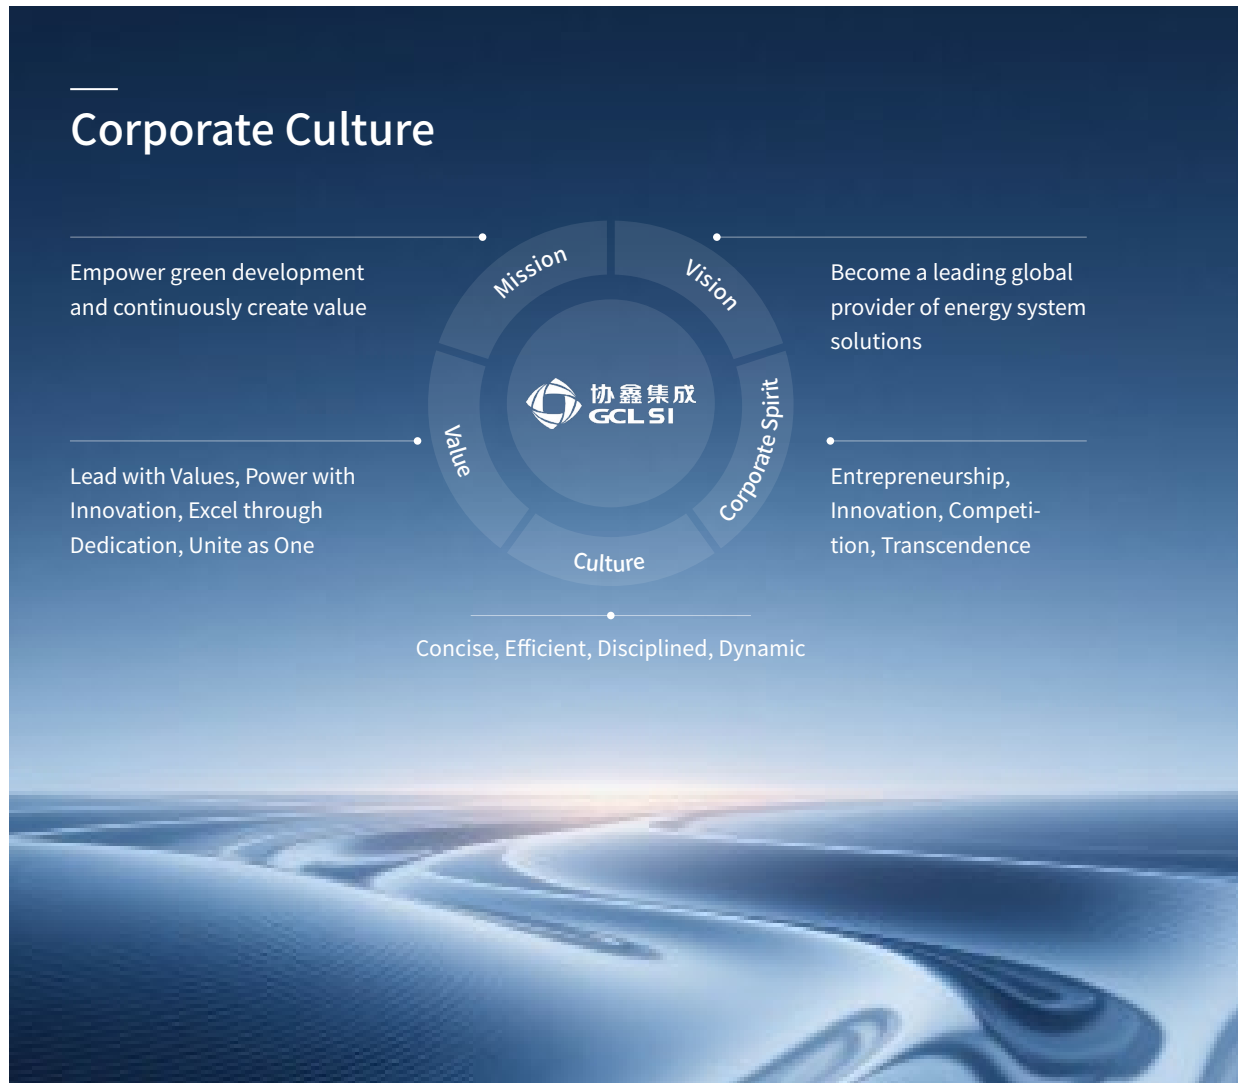 Corporate Culture
Mission
Empower green development
and continuously create value
Vision
Become a leading global
provider of energy system
solutions
协鑫集成
GCL SI
Value
Lead with Values, Power with
Innovation, Excel through
Dedication, Unite as One
Corporate Spirit
Entrepreneurship,
Innovation, Competi-
tion, Transcendence
Culture
Concise, Efficient, Disciplined, Dynamic